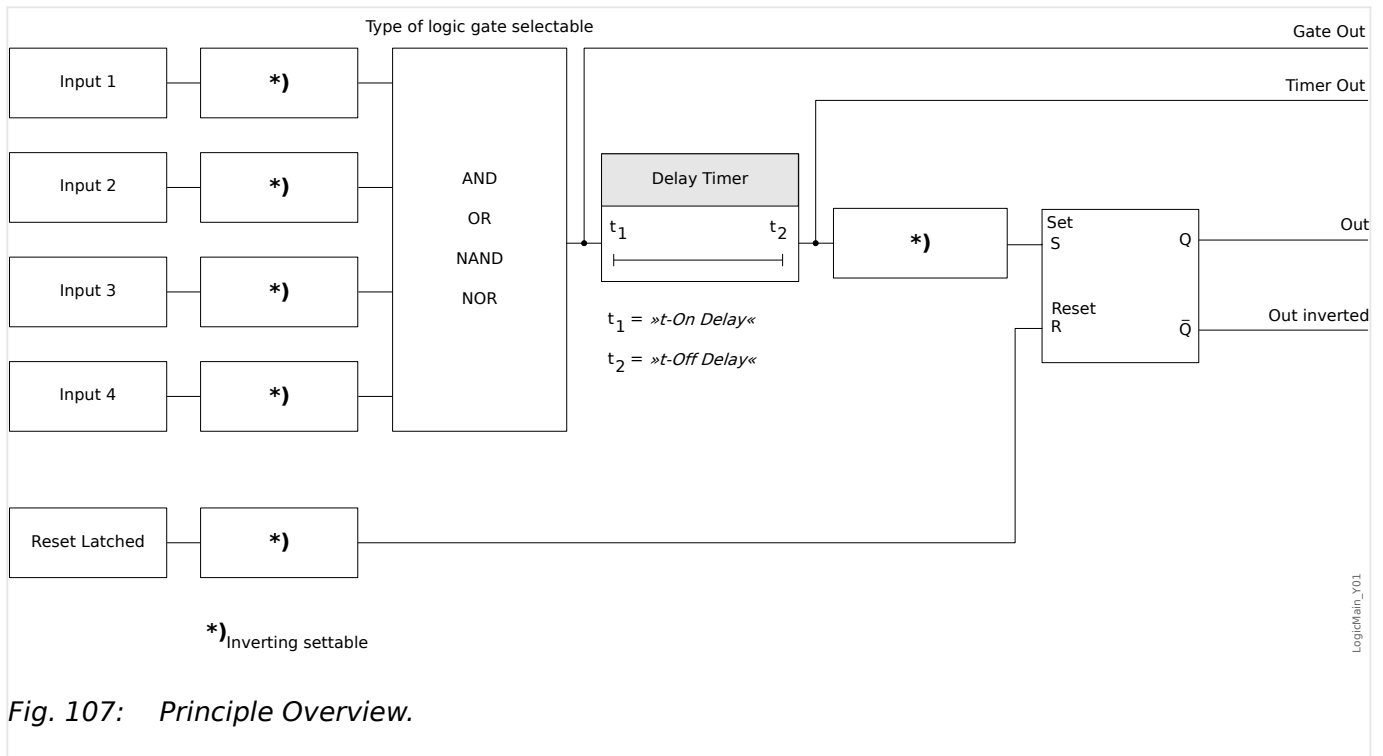 Type of logic gate selectable
Gate Out
Input 1
*)
Timer Out
Input 2
*)
AND
OR
NAND
NOR
Delay Timer
t1
t2
*)
Set
S
Q
Out
Input 3
*)
t1 = »t-On Delay«
t2 = »t-Off Delay«
Reset
R
Q̅
Out inverted
Input 4
*)
Reset Latched
*)
*)Inverting settable
LogicMain_Y01
Fig. 107: Principle Overview.